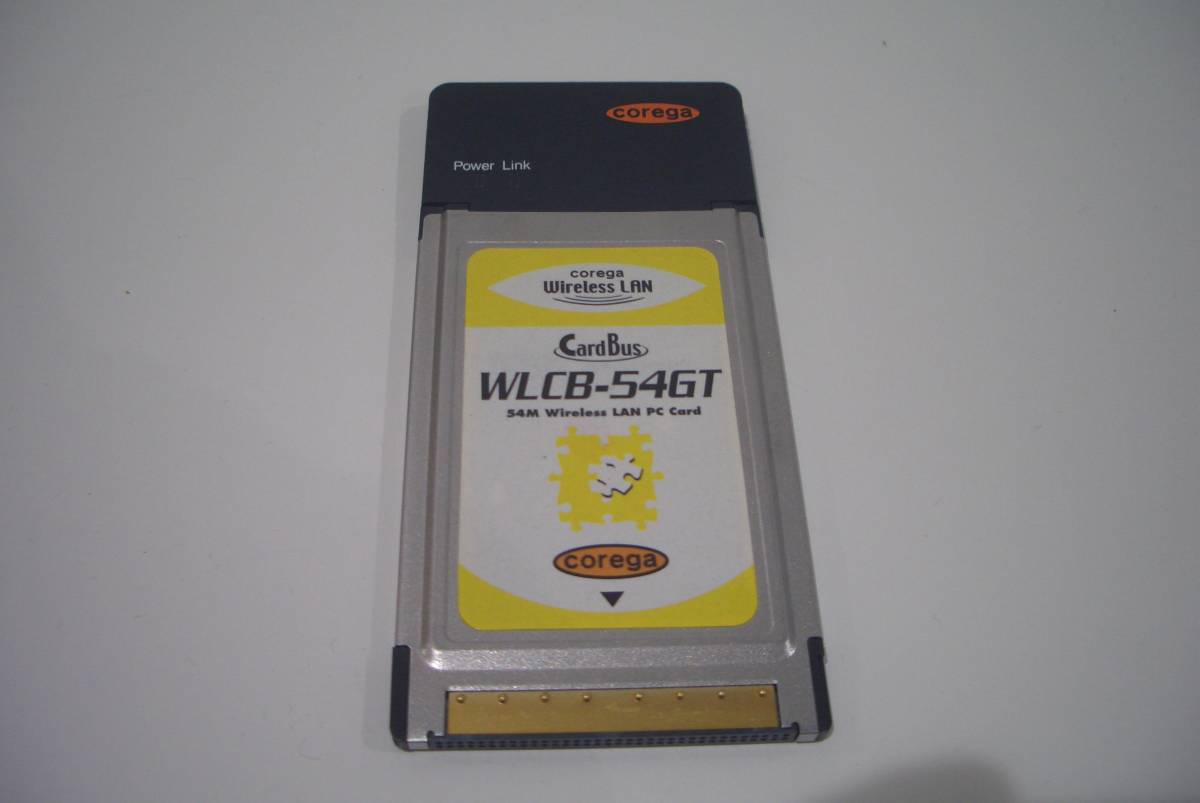 corega
Power Link
corega
Wireless LAN
CardBus
WLCB-54GT
54M Wireless LAN PC Card
corega